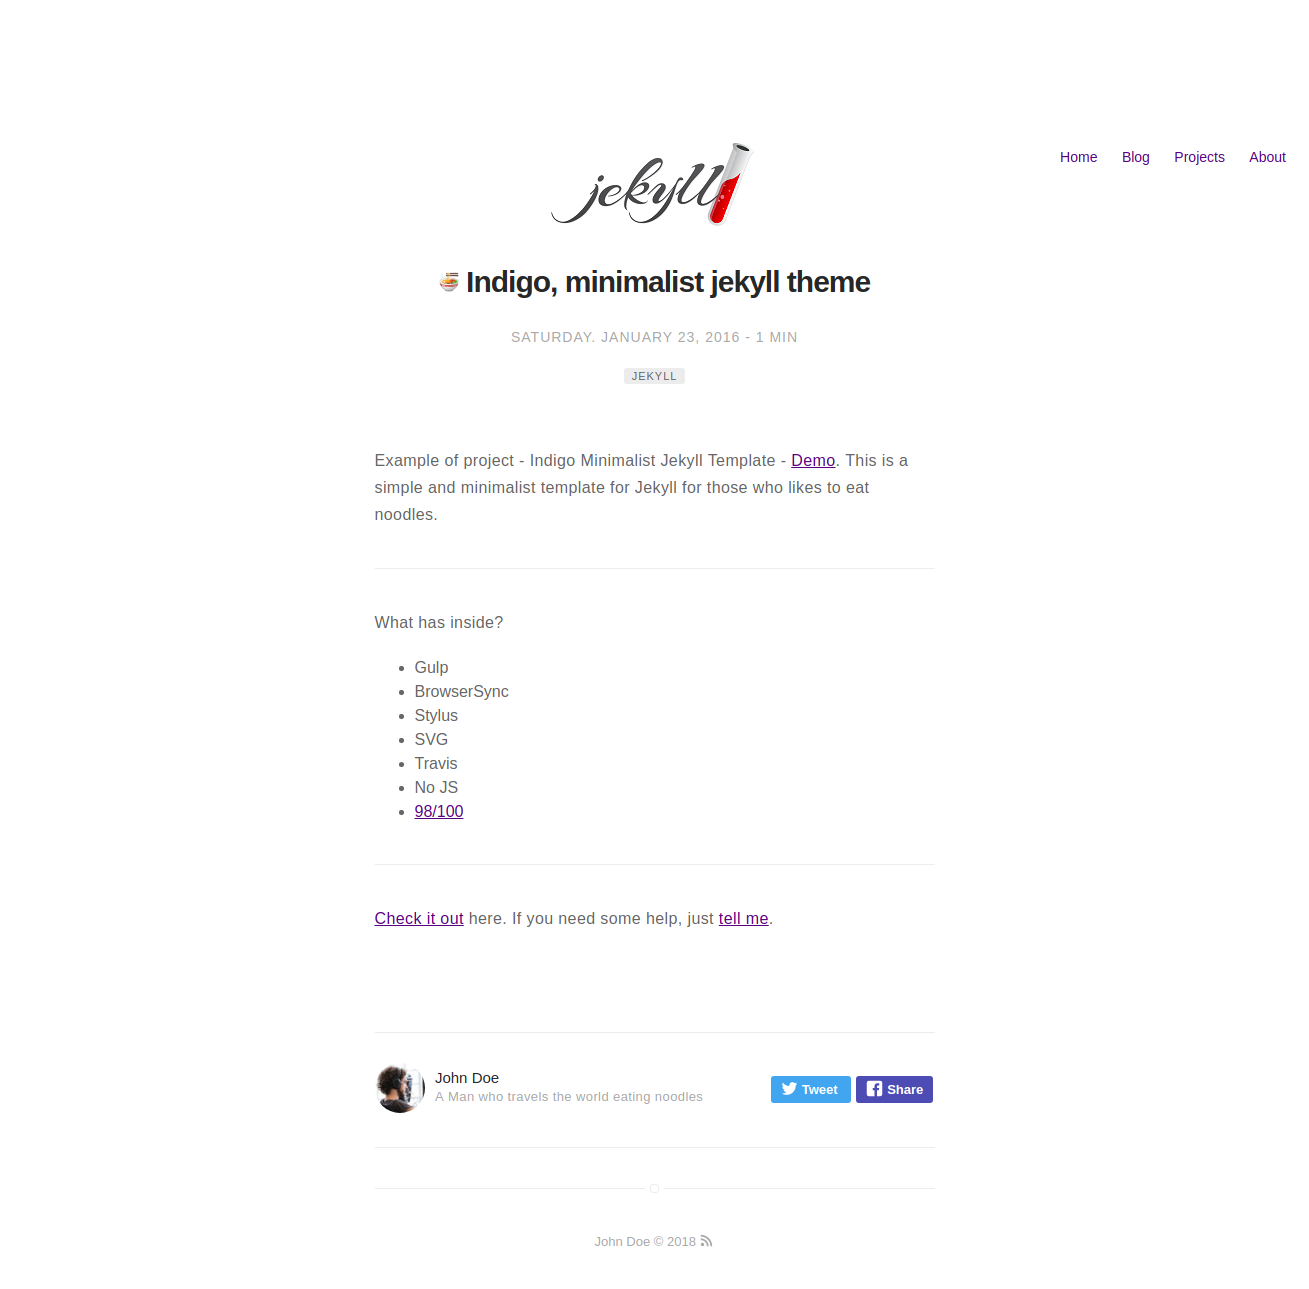 Home Blog Projects About
jekyll
Indigo, minimalist jekyll theme
SATURDAY. JANUARY 23, 2016 - 1 MIN
JEKYLL
Example of project - Indigo Minimalist Jekyll Template - Demo. This is a
simple and minimalist template for Jekyll for those who likes to eat
noodles.
What has inside?
Gulp
BrowserSync
Stylus
SVG
Travis
No JS
98/100
Check it out here. If you need some help, just tell me.
John Doe
A Man who travels the world eating noodles
Tweet
Share
John Doe © 2018